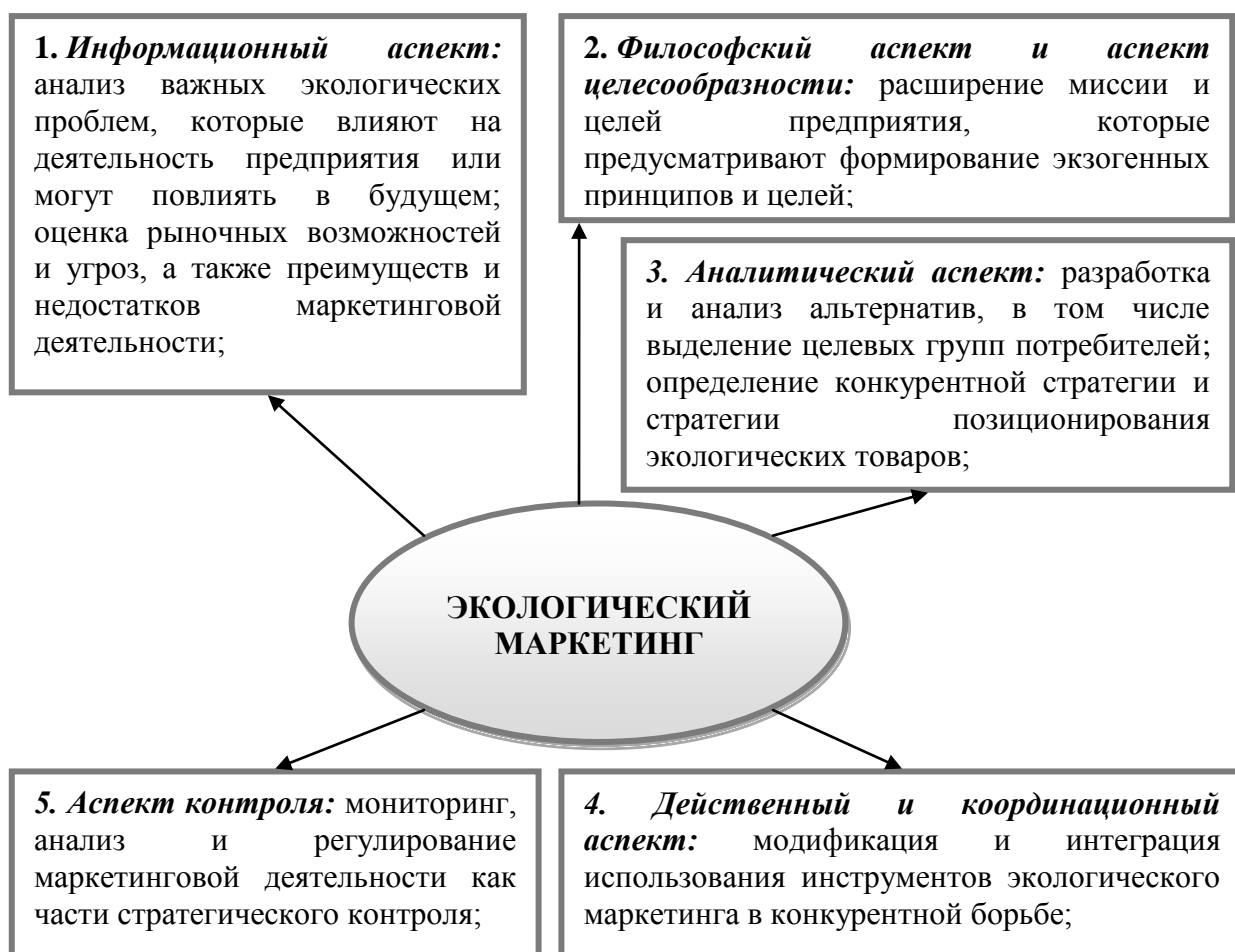 1. Информационный аспект:
анализ важных экологических
проблем, которые влияют на
деятельность предприятия или
могут повлиять в будущем;
оценка рыночных возможностей
и угроз, а также преимуществ и
недостатков маркетинговой
деятельности;
2. Философский аспект и аспект
целесообразности: расширение миссии и
целей предприятия, которые
предусматривают формирование экзогенных
принципов и целей;
3. Аналитический аспект: разработка
и анализ альтернатив, в том числе
выделение целевых групп потребителей;
определение конкурентной стратегии и
стратегии позиционирования
экологических товаров;
ЭКОЛОГИЧЕСКИЙ
МАРКЕТИНГ
5. Аспект контроля: мониторинг,
анализ и регулирование
маркетинговой деятельности как
части стратегического контроля;
4. Действенный и координационный
аспект: модификация и интеграция
использования инструментов экологического
маркетинга в конкурентной борьбе;